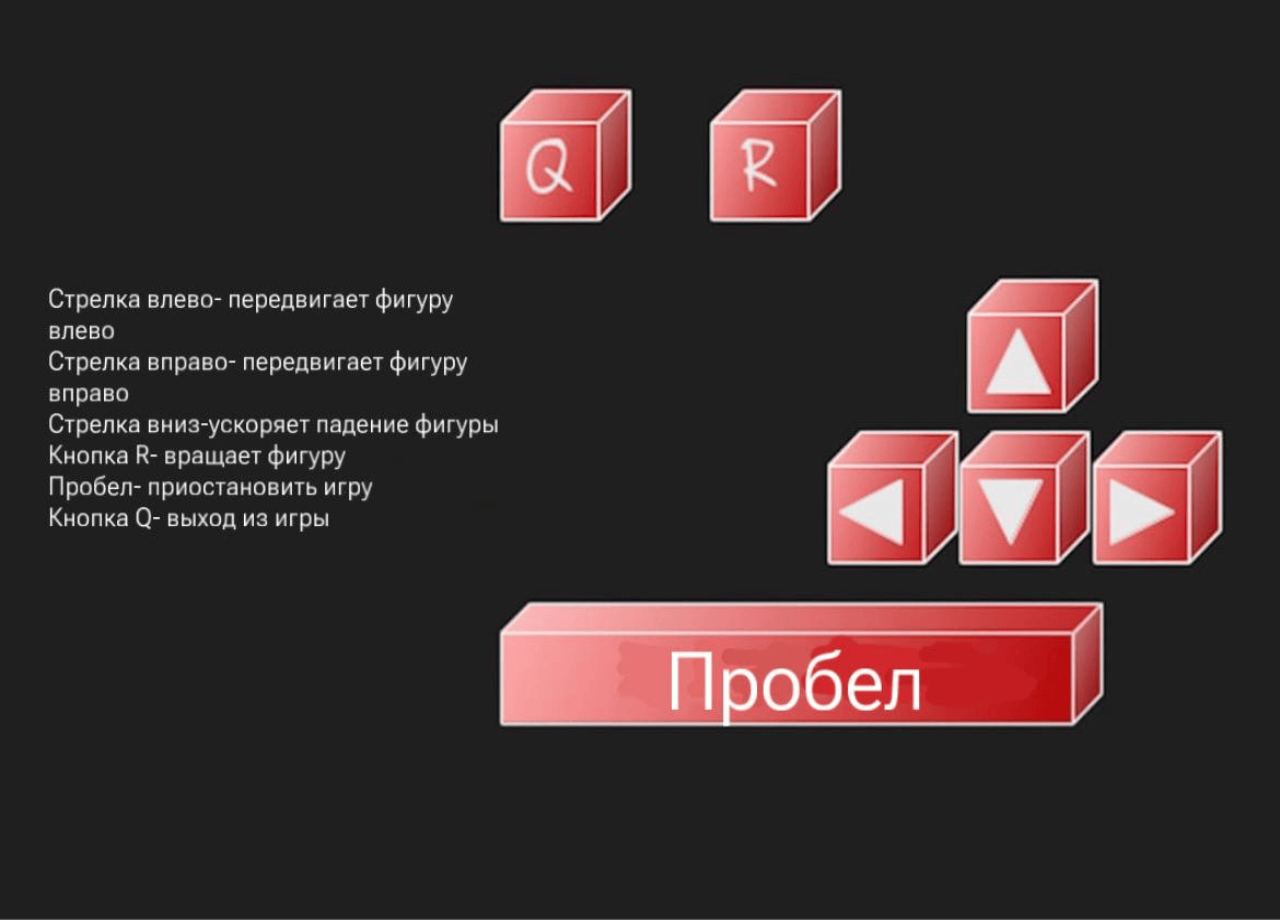 Q
R
Стрелка влево- передвигает фигуру
влево
Стрелка вправо- передвигает фигуру
вправо
Стрелка вниз-ускоряет падение фигуры
Кнопка R- вращает фигуру
Пробел- приостановить игру
Кнопка Q- выход из игры
Пробел